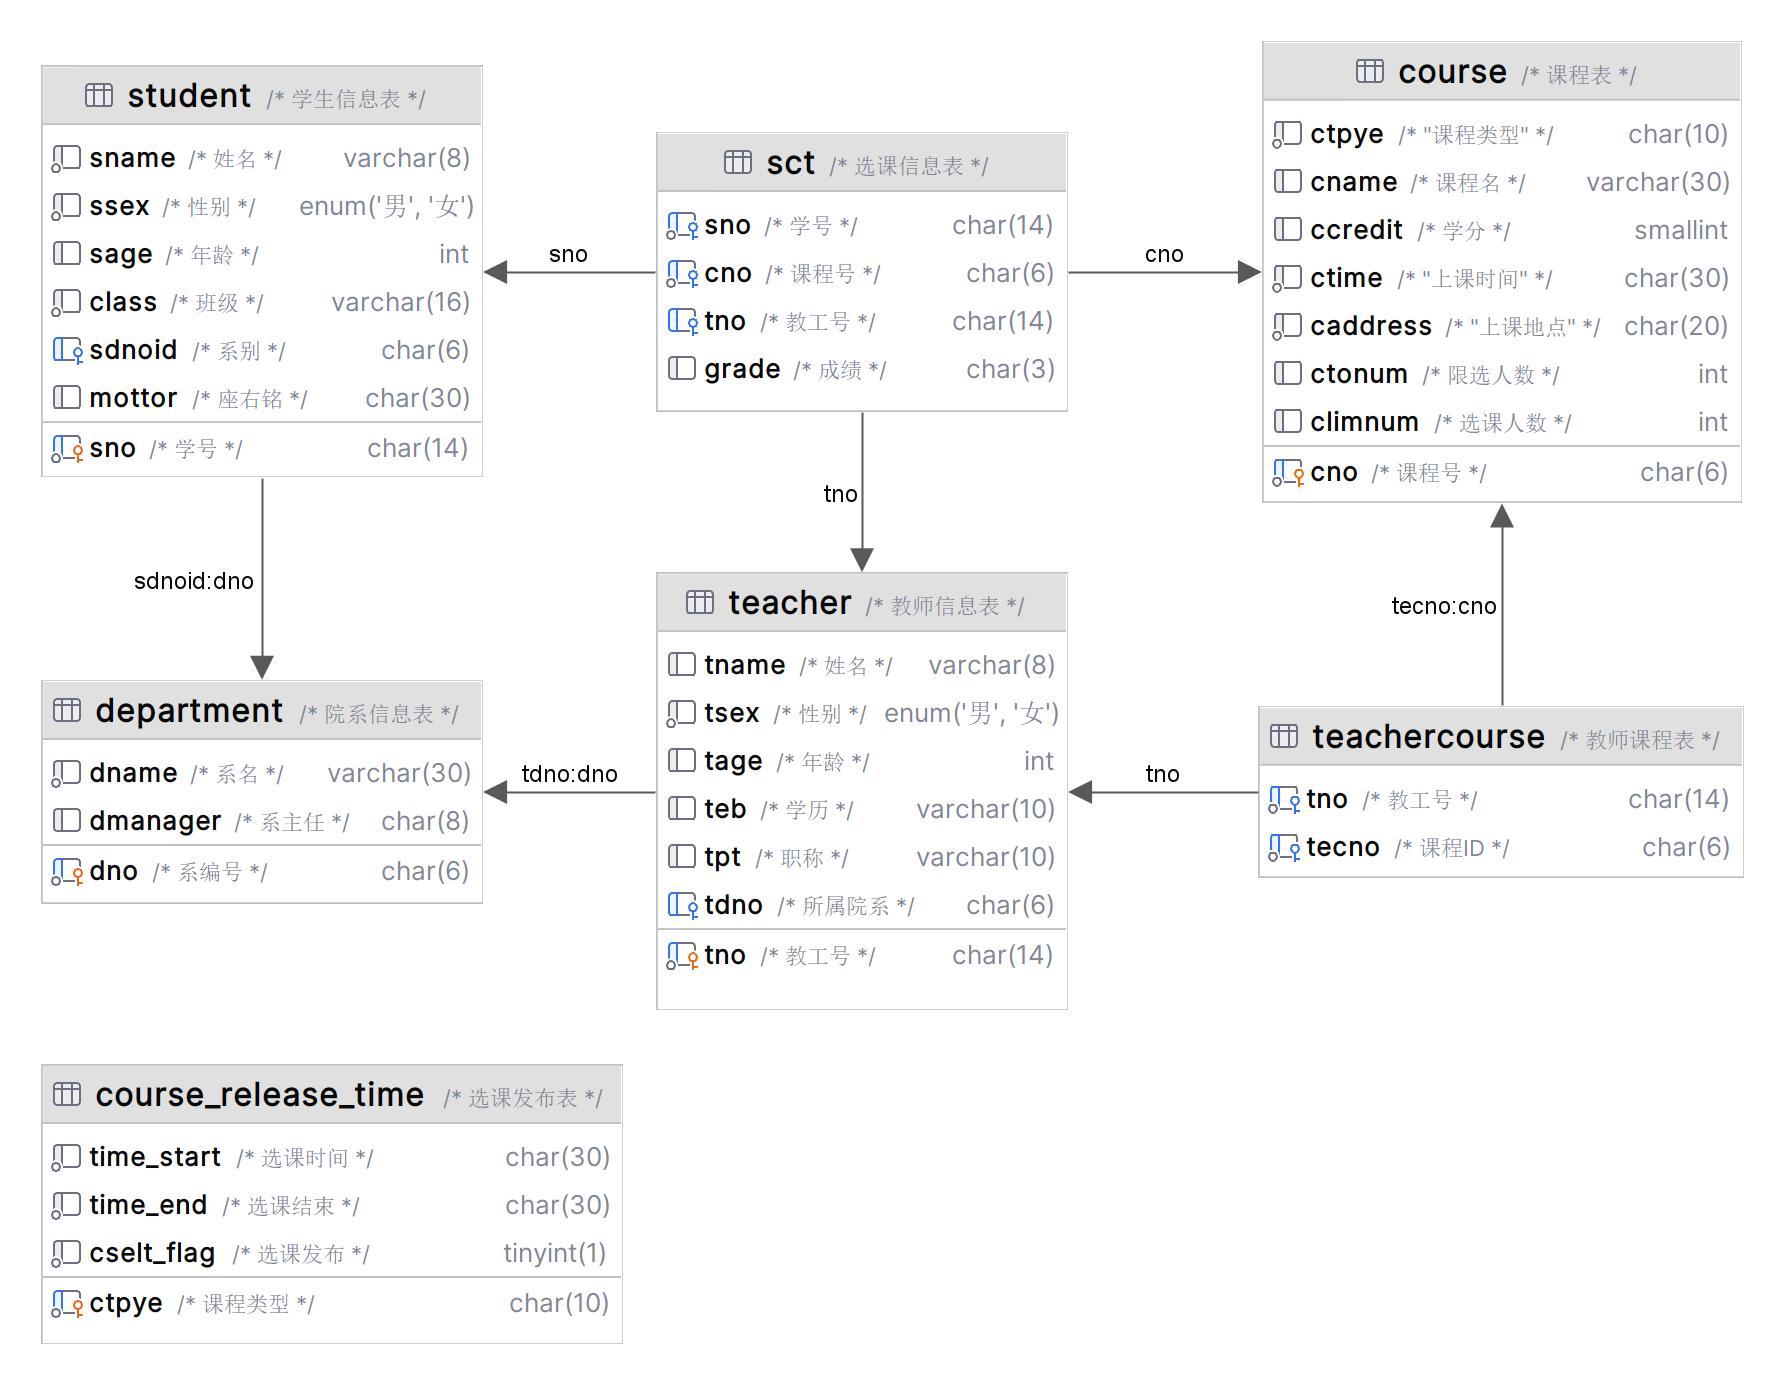 student /* 学生信息表 */
sname /* 姓名 */ varchar(8)
ssex /* 性别 */ enum('男', '女')
sage /* 年龄 */ int
class /* 班级 */ varchar(16)
sdnoid /* 系别 */ char(6)
mottor /* 座右铭 */ char(30)
sno /* 学号 */ char(14)
sno
sct /* 选课信息表 */
sno /* 学号 */ char(14)
cno /* 课程号 */ char(6)
tno /* 教工号 */ char(14)
grade /* 成绩 */ char(3)
cno
course /* 课程表 */
ctpye /* "课程类型" */ char(10)
cname /* 课程名 */ varchar(30)
ccredit /* 学分 */ smallint
ctime /* "上课时间" */ char(30)
caddress /* "上课地点" */ char(20)
ctonum /* 限选人数 */ int
climnum /* 选课人数 */ int
cno /* 课程号 */ char(6)
sdnoid:dno
tno
tecno:cno
department /* 院系信息表 */
dname /* 系名 */ varchar(30)
dmanager /* 系主任 */ char(8)
dno /* 系编号 */ char(6)
tdno:dno
teacher /* 教师信息表 */
tname /* 姓名 */ varchar(8)
tsex /* 性别 */ enum('男', '女')
tage /* 年龄 */ int
teb /* 学历 */ varchar(10)
tpt /* 职称 */ varchar(10)
tdno /* 所属院系 */ char(6)
tno /* 教工号 */ char(14)
tno
teachercourse /* 教师课程表 */
tno /* 教工号 */ char(14)
tecno /* 课程ID */ char(6)
course_release_time /* 选课发布表 */
time_start /* 选课时间 */ char(30)
time_end /* 选课结束 */ char(30)
cselt_flag /* 选课发布 */ tinyint(1)
ctpye /* 课程类型 */ char(10)